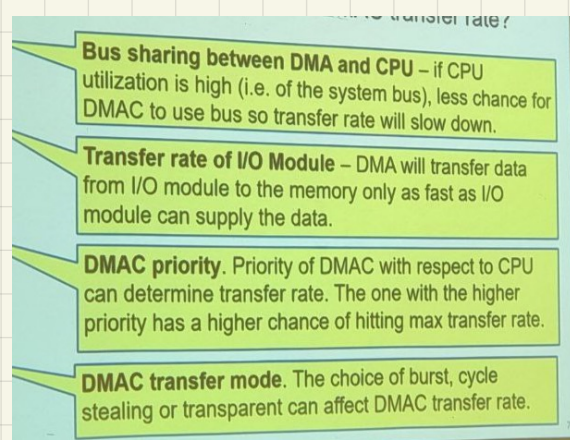 transfer rate?
Bus sharing between DMA and CPU – if CPU
utilization is high (i.e. of the system bus), less chance for
DMAC to use bus so transfer rate will slow down.
Transfer rate of I/O Module – DMA will transfer data
from I/O module to the memory only as fast as I/O
module can supply the data.
DMAC priority. Priority of DMAC with respect to CPU
can determine transfer rate. The one with the higher
priority has a higher chance of hitting max transfer rate.
DMAC transfer mode. The choice of burst, cycle
stealing or transparent can affect DMAC transfer rate.